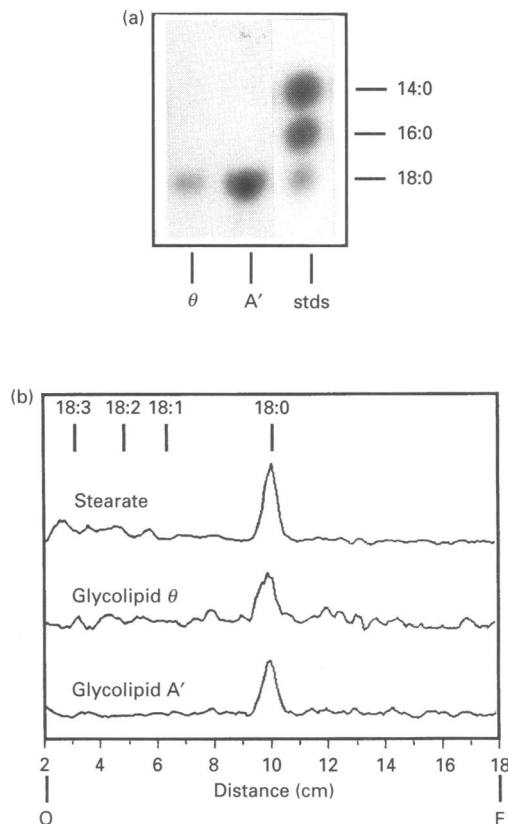 (a)
14:0
16:0
18:0
θ A′ stds
(b)
18:3 18:2 18:1 18:0
Stearate
Glycolipid θ
Glycolipid A′
2 4 6 8 10 12 14 16 18
Distance (cm)
O F